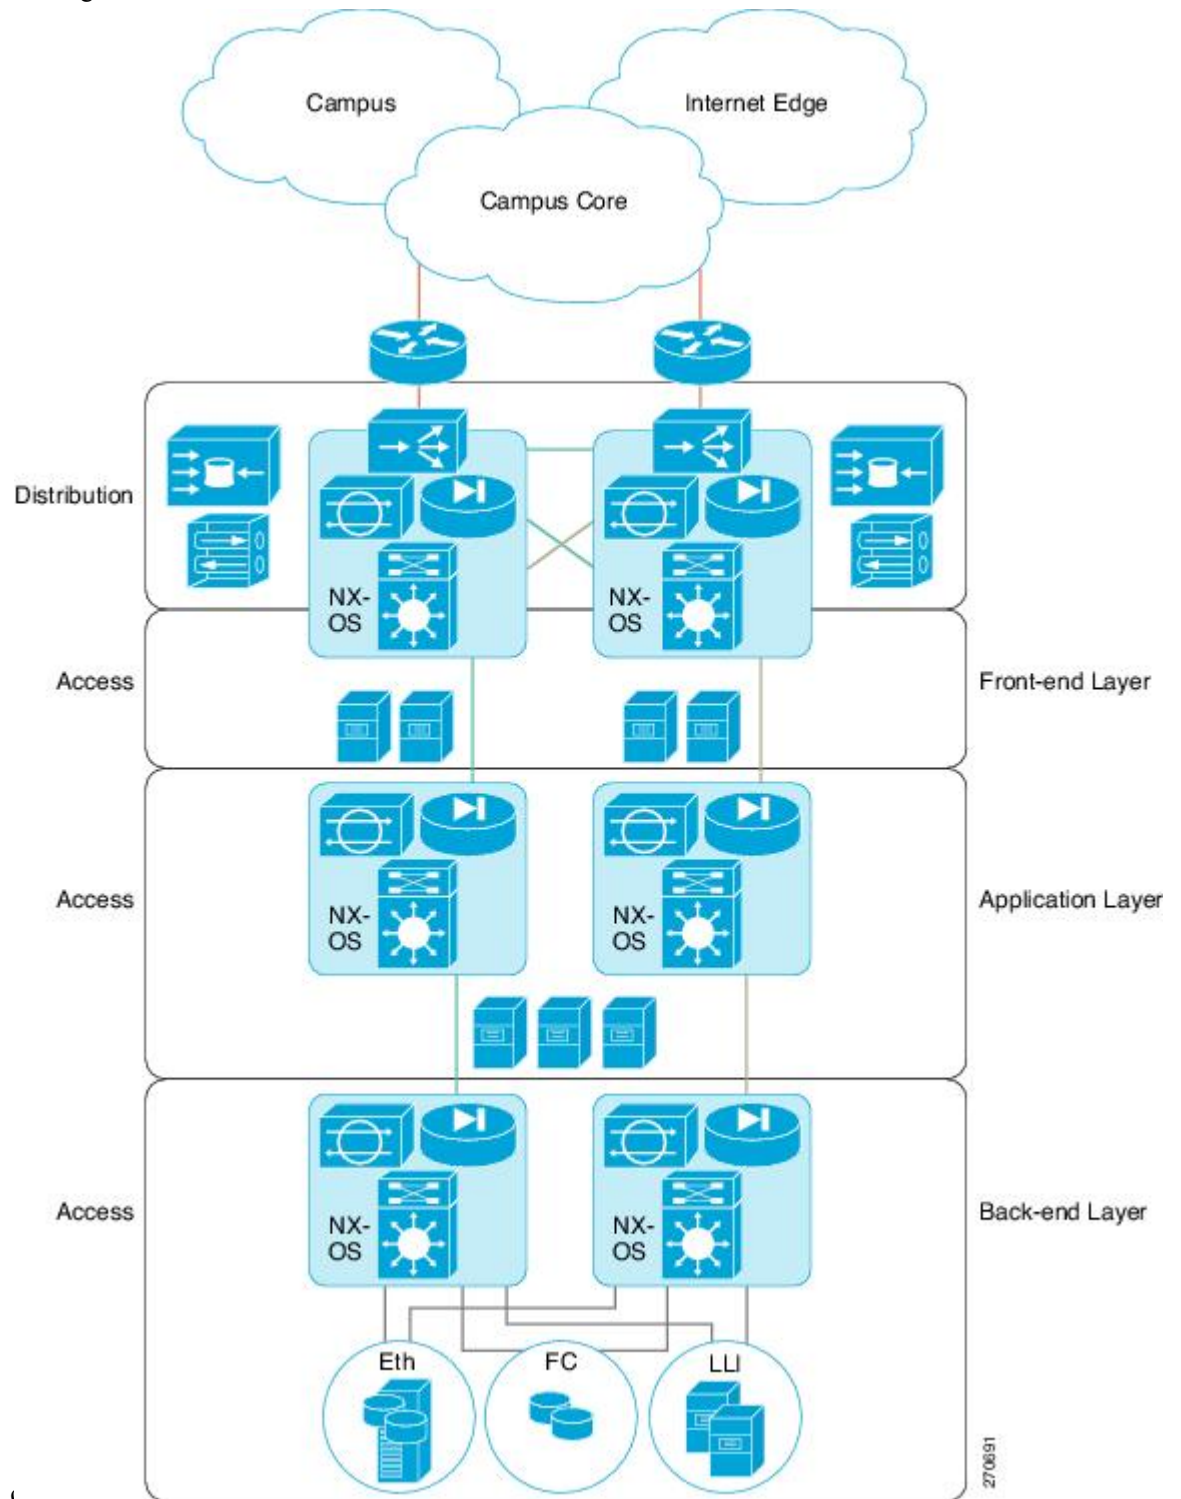 Campus
Internet Edge
Campus Core
Distribution
NX-
OS
NX-
OS
Access
Front-end Layer
Access
NX-
OS
NX-
OS
Application Layer
Access
NX-
OS
NX-
OS
Back-end Layer
Eth
FC
LLI
270691